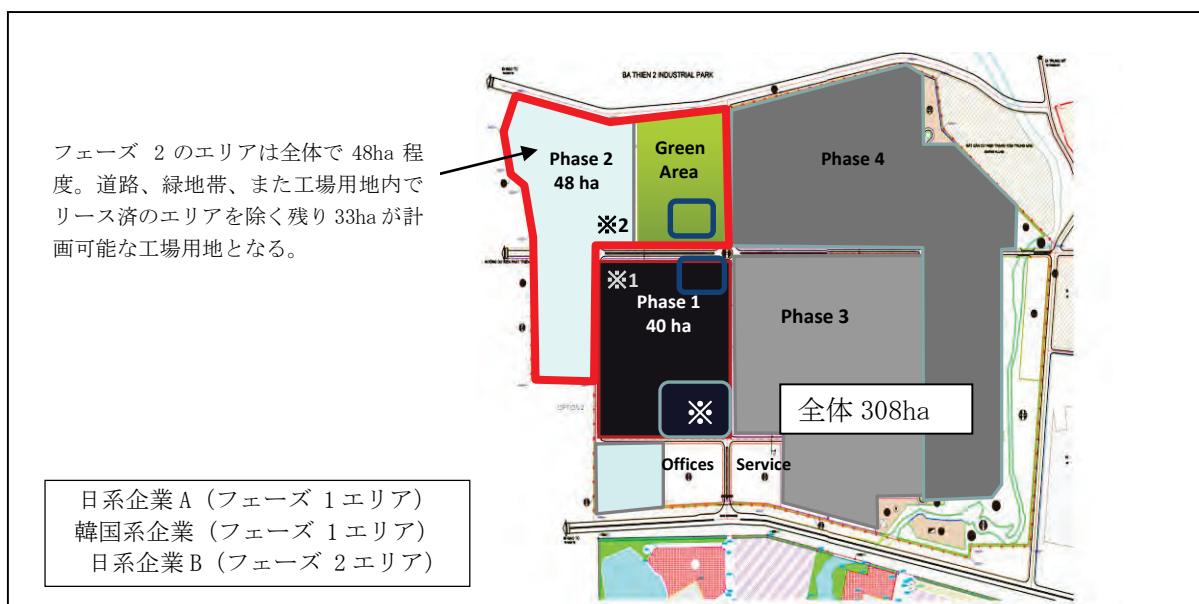 BA THIEN 2 INDUSTRIAL PARK
フェーズ 2 のエリアは全体で 48ha 程
度。道路、緑地帯、また工場用地内で
リース済のエリアを除く残り 33ha が計
画可能な工場用地となる。
Phase 2
48 ha
Green
Area
Phase 4
※2
※1
Phase 1
40 ha
Phase 3
※
全体 308ha
Offices
Service
日系企業 A（フェーズ 1 エリア）
韓国系企業（フェーズ 1 エリア）
日系企業 B（フェーズ 2 エリア）